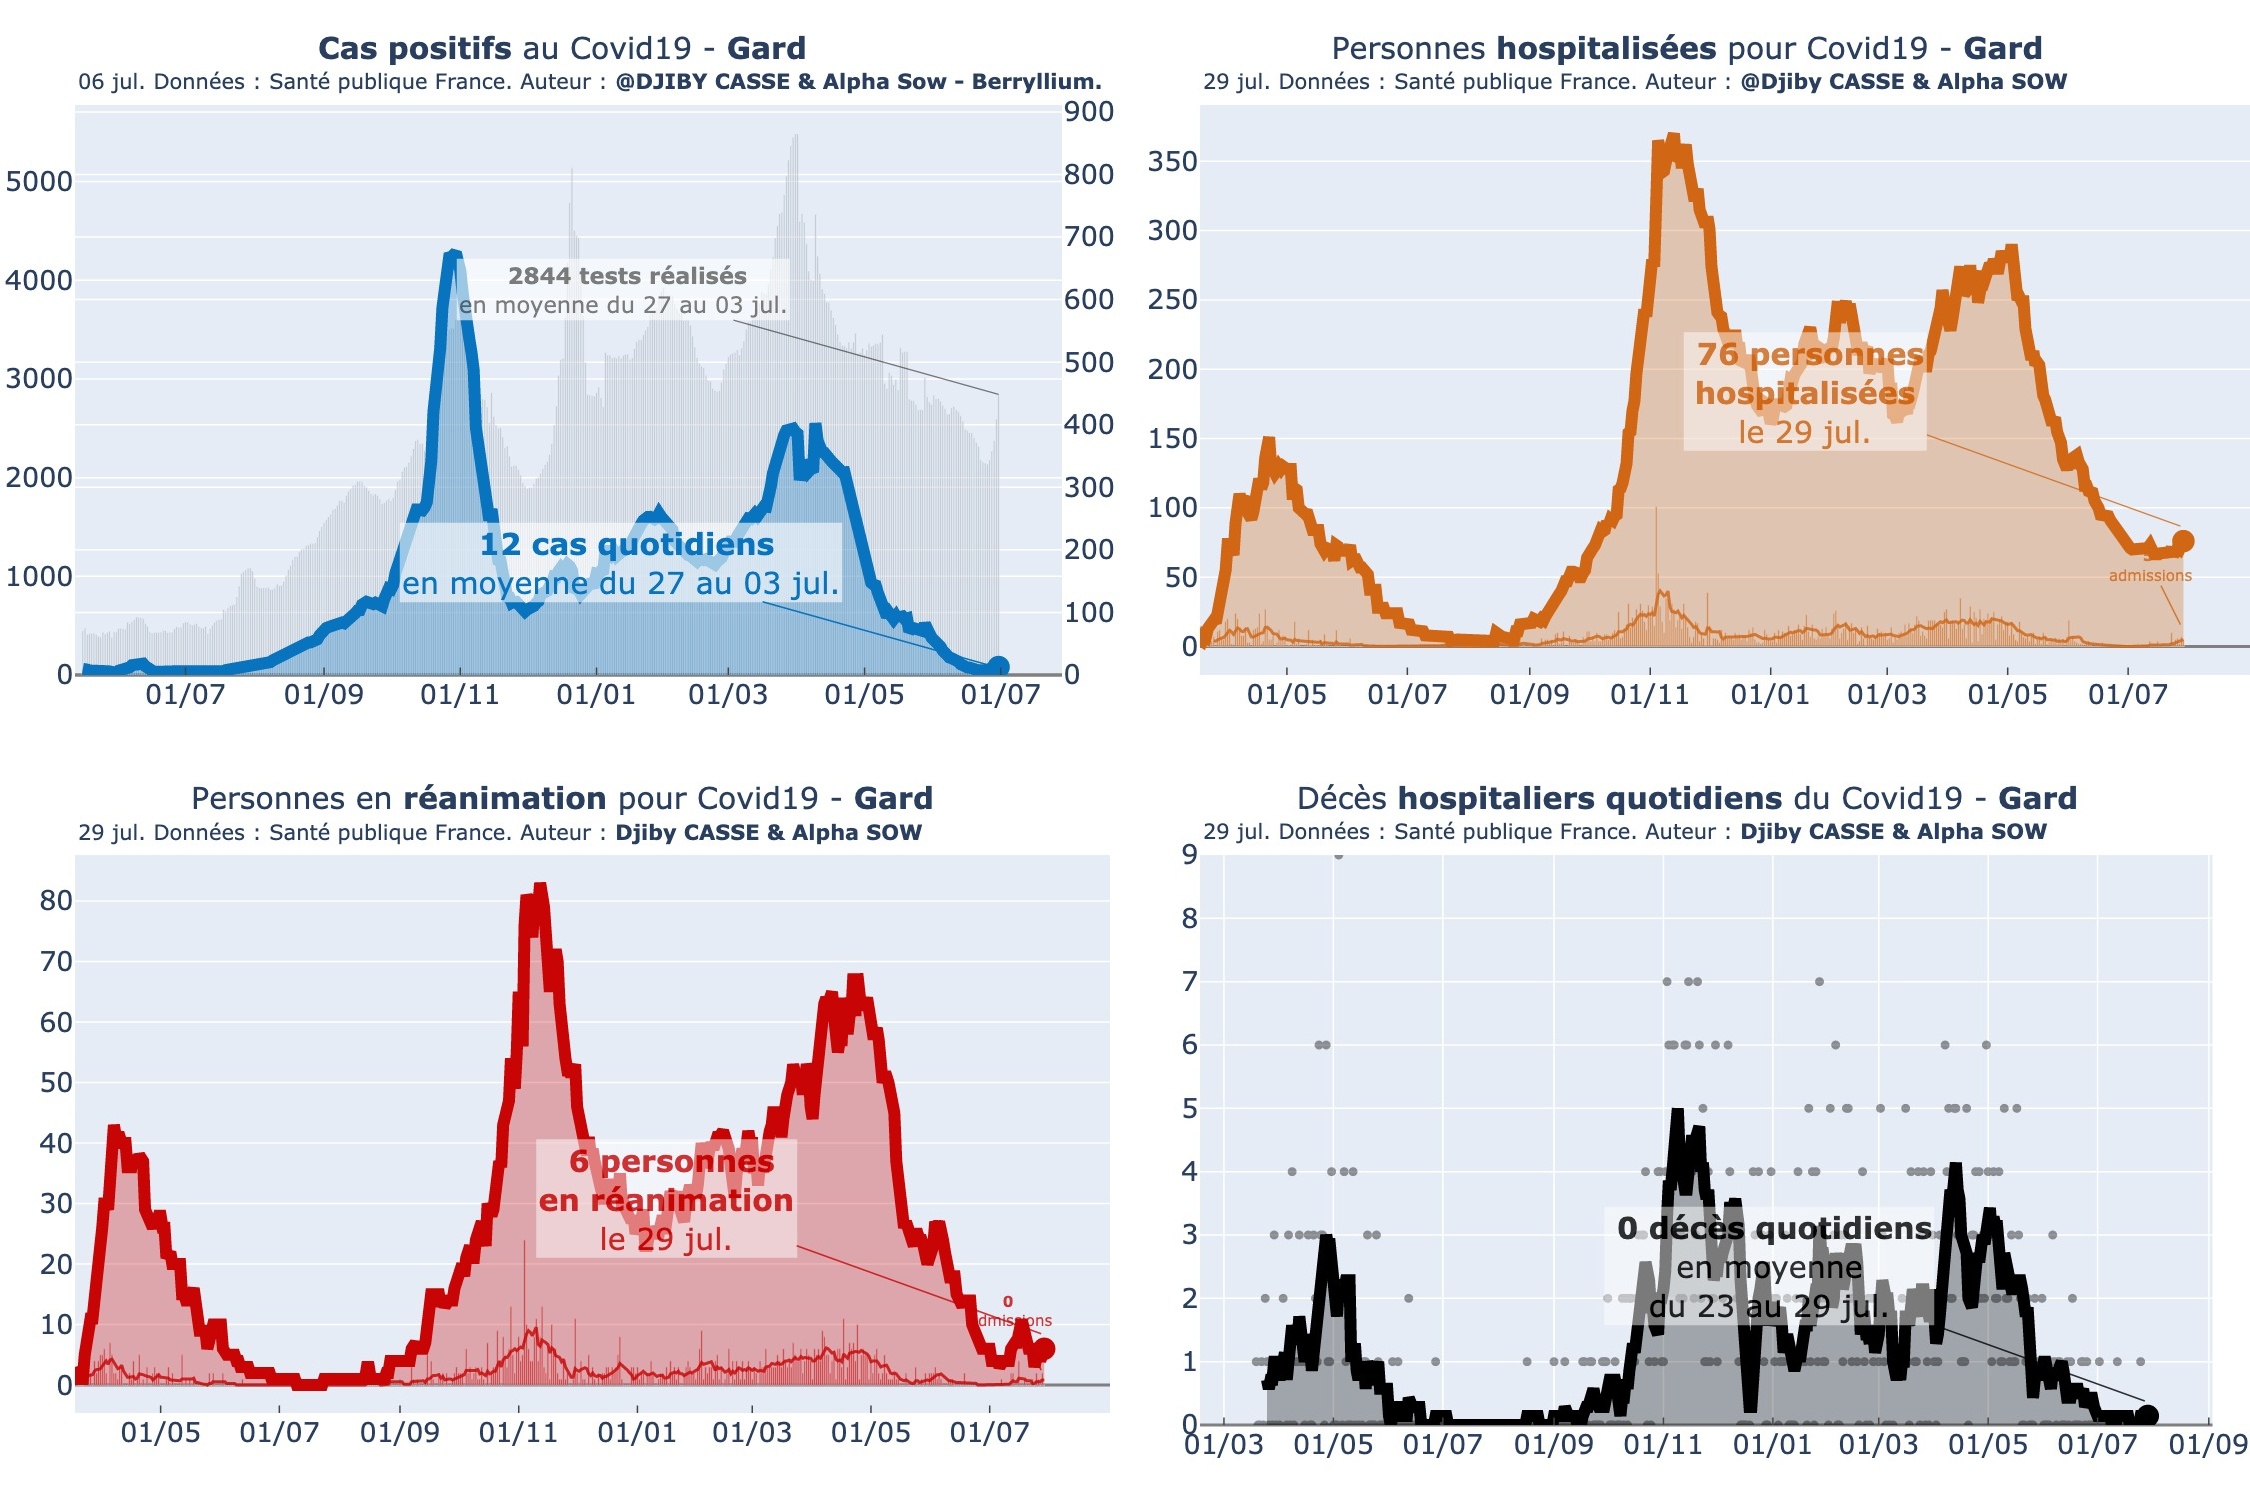 Cas positifs au Covid19 - Gard
06 jul. Données : Santé publique France. Auteur : @DJIBY CASSE & Alpha Sow - Berryllium.
900
800
700
600
500
400
300
200
100
0
5000
4000
3000
2000
1000
0
2844 tests réalisés
en moyenne du 27 au 03 jul.
12 cas quotidiens
en moyenne du 27 au 03 jul.
01/07 01/09 01/11 01/01 01/03 01/05 01/07
Personnes hospitalisées pour Covid19 - Gard
29 jul. Données : Santé publique France. Auteur : @Djiby CASSE & Alpha SOW
350
300
250
200
150
100
50
0
76 personnes
hospitalisées
le 29 jul.
admissions
01/05 01/07 01/09 01/11 01/01 01/03 01/05 01/07
Personnes en réanimation pour Covid19 - Gard
29 jul. Données : Santé publique France. Auteur : Djiby CASSE & Alpha SOW
80
70
60
50
40
30
20
10
0
6 personnes
en réanimation
le 29 jul.
0
dmissions
01/05 01/07 01/09 01/11 01/01 01/03 01/05 01/07
Décès hospitaliers quotidiens du Covid19 - Gard
29 jul. Données : Santé publique France. Auteur : Djiby CASSE & Alpha SOW
9
8
7
6
5
4
3
2
1
0
0 décès quotidiens
en moyenne
du 23 au 29 jul.
01/03 01/05 01/07 01/09 01/11 01/01 01/03 01/05 01/07 01/09